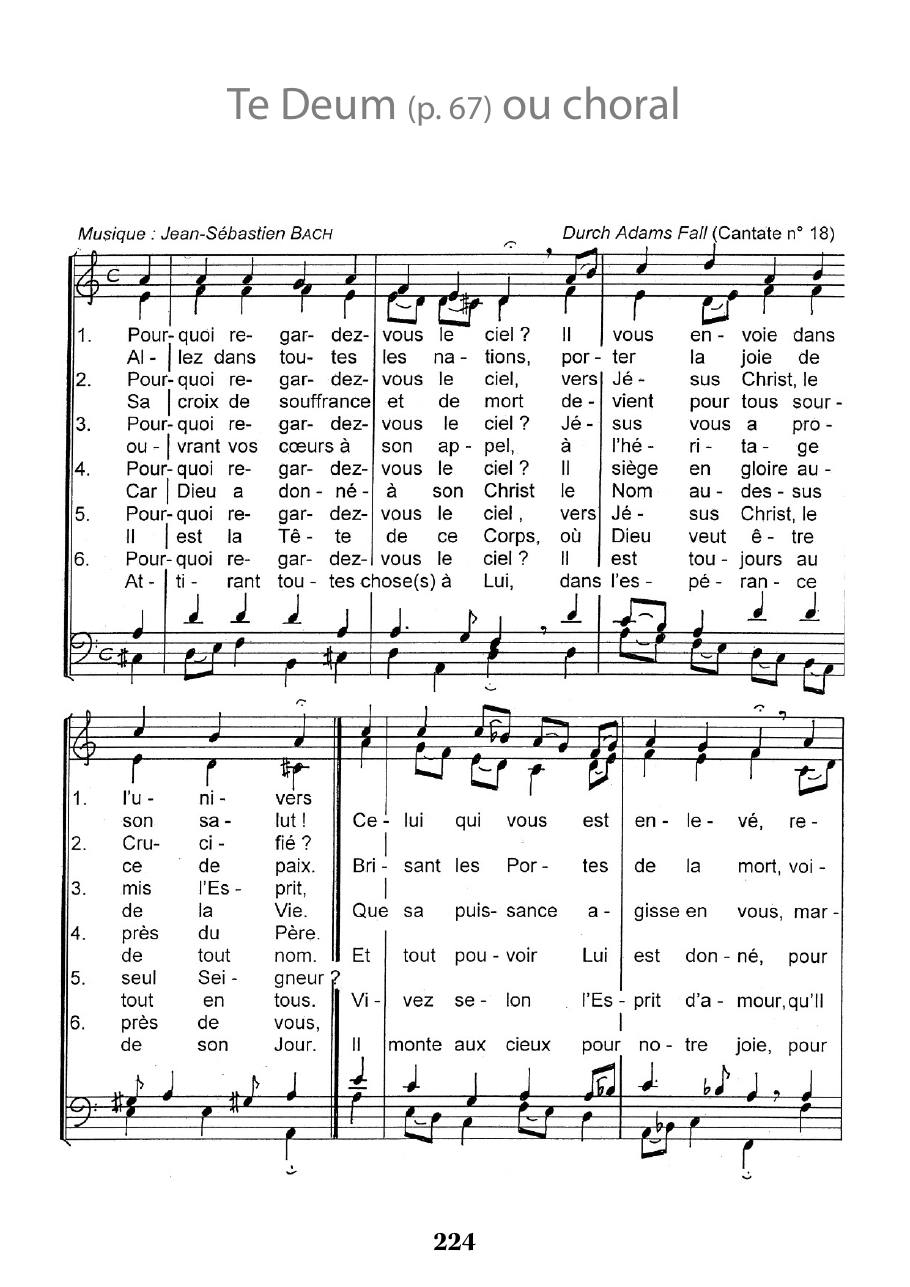 Te Deum (p. 67) ou choral
Musique : Jean-Sébastien BACH
Durch Adams Fall (Cantate n° 18)
1. Pour- quoi re- gar- dez- vous le ciel ? Il vous en - voie dans
Al - lez dans tou- tes les na - tions, por - ter la joie de
2. Pour- quoi re- gar- dez- vous le ciel, vers Jé - sus Christ, le
Sa croix de souffrance et de mort de - vient pour tous sour -
3. Pour- quoi re- gar- dez- vous le ciel ? Jé - sus vous a pro -
ou - vrant vos cœurs à son ap - pel, à l'hé - ri - ta - ge
4. Pour- quoi re- gar- dez- vous le ciel ? Il siège en gloire au -
Car Dieu a don - né - à son Christ le Nom au - des - sus
5. Pour- quoi re- gar- dez- vous le ciel , vers Jé - sus Christ, le
Il est la Tê - te de ce Corps, où Dieu veut ê - tre
6. Pour- quoi re- gar- dez- vous le ciel ? Il est tou - jours au
At - ti - rant tou - tes chose(s) à Lui, dans l'es - pé - ran - ce
1. l'u - ni - vers
son sa - lut ! Ce - lui qui vous est en - le - vé, re -
2. Cru- ci - fié ?
ce de paix. Bri - sant les Por - tes de la mort, voi -
3. mis l'Es - prit,
de la Vie. Que sa puis- sance a - gisse en vous, mar -
4. près du Père.
de tout nom. Et tout pou - voir Lui est don - né, pour
5. seul Sei - gneur ?
tout en tous. Vi - vez se - lon l'Es - prit d'a - mour, qu'Il
6. près de vous,
de son Jour. Il monte aux cieux pour no - tre joie, pour
224